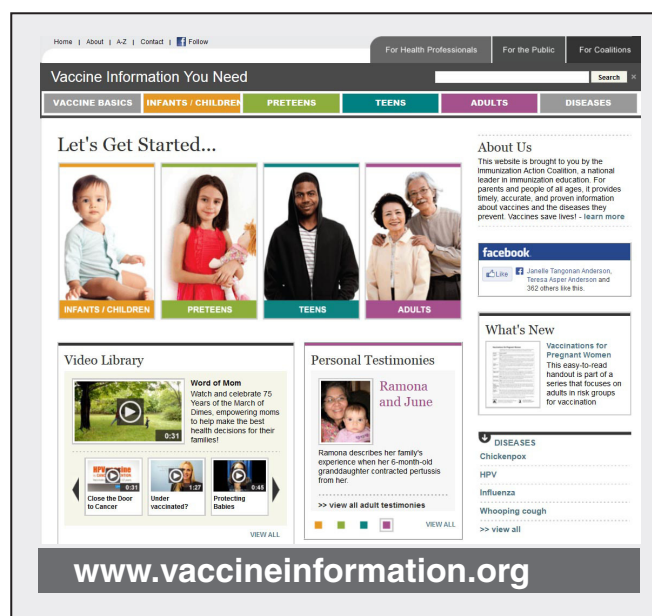 Home | About | A-Z | Contact | Follow
For Health Professionals
For the Public
For Coalitions
Vaccine Information You Need
Search ×
VACCINE BASICS
INFANTS / CHILDREN
PRETEENS
TEENS
ADULTS
DISEASES
Let's Get Started...
INFANTS / CHILDREN
PRETEENS
TEENS
ADULTS
About Us
This website is brought to you by the
Immunization Action Coalition, a national
leader in immunization education. For
parents and people of all ages, it provides
timely, accurate, and proven information
about vaccines and the diseases they
prevent. Vaccines save lives! - learn more
facebook
Like
Janelle Tangonan Anderson,
Teresa Asper Anderson and
362 others like this.
What's New
Vaccinations for
Pregnant Women
This easy-to-read
handout is part of a
series that focuses on
adults in risk groups
for vaccination
DISEASES
Chickenpox
HPV
Influenza
Whooping cough
>> view all
Video Library
0:31
Word of Mom
Watch and celebrate 75
Years of the March of
Dimes, empowering moms
to help make the best
health decisions for their
families!
HPV
0:31
Close the Door
to Cancer
1:27
Under
vaccinated?
0:45
Protecting
Babies
VIEW ALL
Personal Testimonies
Ramona
and June
Ramona describes her family's
experience when her 6-month-old
granddaughter contracted pertussis
from her.
>> view all adult testimonies
VIEW ALL
www.vaccineinformation.org